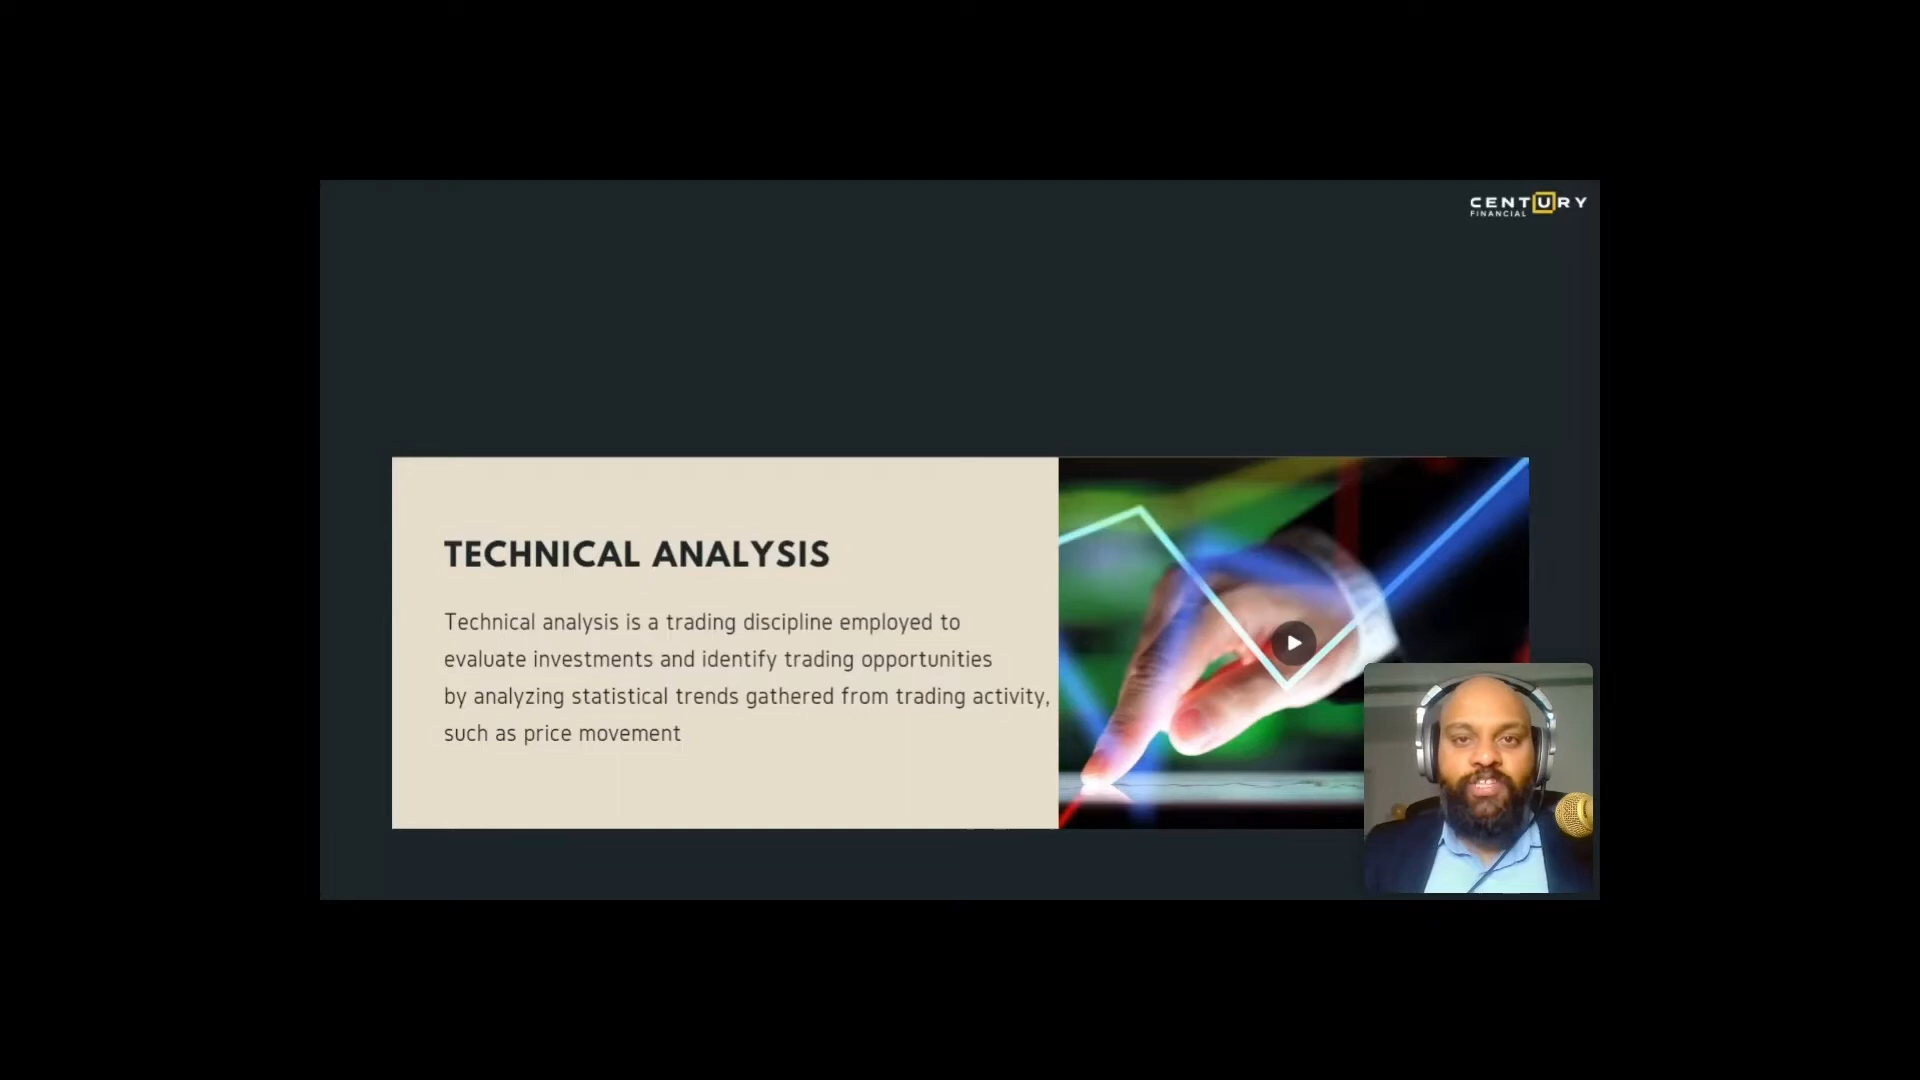 CENTURY
FINANCIAL
TECHNICAL ANALYSIS
Technical analysis is a trading discipline employed to
evaluate investments and identify trading opportunities
by analyzing statistical trends gathered from trading activity,
such as price movement